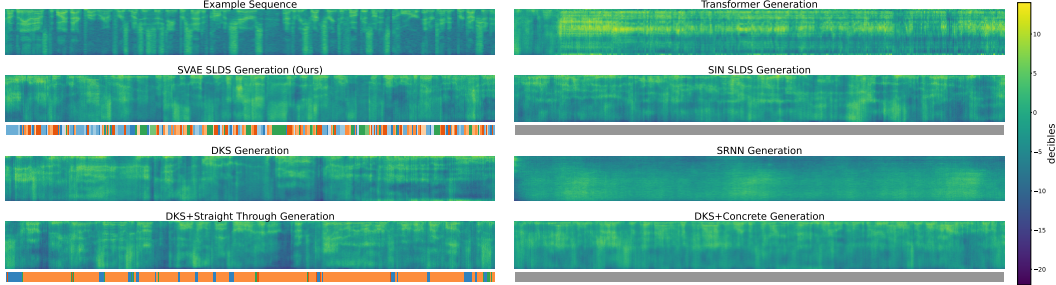 Example Sequence
Transformer Generation
SVAE SLDS Generation (Ours)
SIN SLDS Generation
DKS Generation
SRNN Generation
DKS+Straight Through Generation
DKS+Concrete Generation
10
5
0
−5
−10
−15
−20
decibles